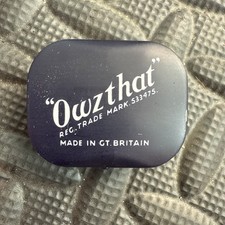 "Owzthat"
REG. TRADE MARK. 533475.
MADE IN GT. BRITAIN